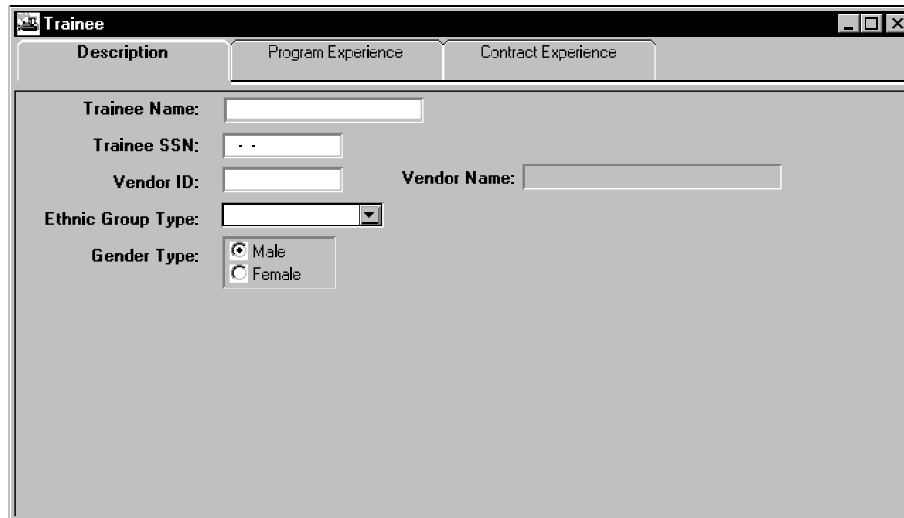 Trainee
Description Program Experience Contract Experience
Trainee Name:
Trainee SSN: - -
Vendor ID: Vendor Name:
Ethnic Group Type:
Gender Type: Male
Female